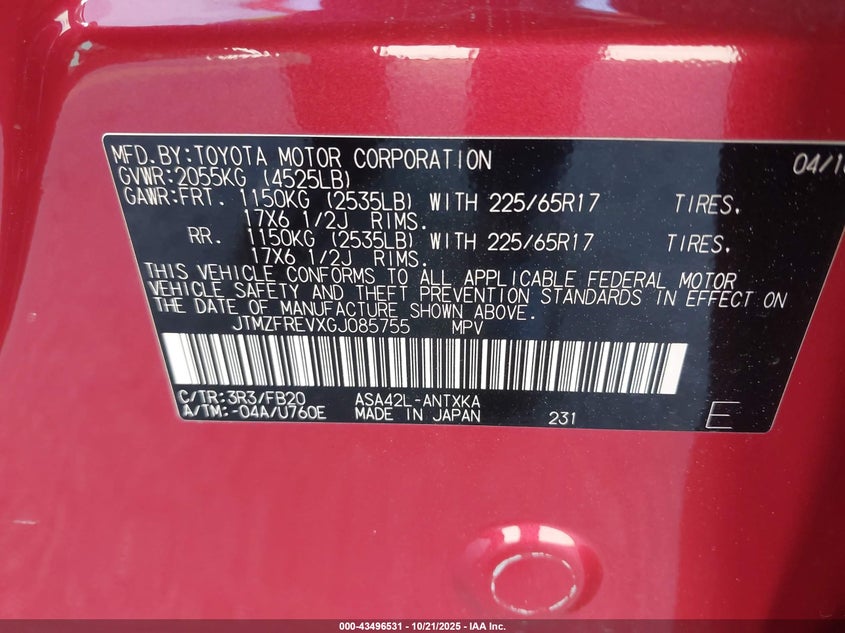 MFD.BY:TOYOTA MOTOR CORPORATION 04/1
GVWR:2055KG (4525LB)
GAWR:FRT. 1150KG (2535LB) WITH 225/65R17 TIRES,
17X6 1/2J RIMS.
RR. 1150KG (2535LB) WITH 225/65R17 TIRES,
17X6 1/2J RIMS.
THIS VEHICLE CONFORMS TO ALL APPLICABLE FEDERAL MOTOR
VEHICLE SAFETY AND THEFT PREVENTION STANDARDS IN EFFECT ON
THE DATE OF MANUFACTURE SHOWN ABOVE.
JTMZFREVXGJ085755 MPV
C/TR:3R3/FB20 ASA42L-ANTXKA
A/TM:-04A/U760E MADE IN JAPAN 231 E
000-43496531 - 10/21/2025 - IAA Inc.